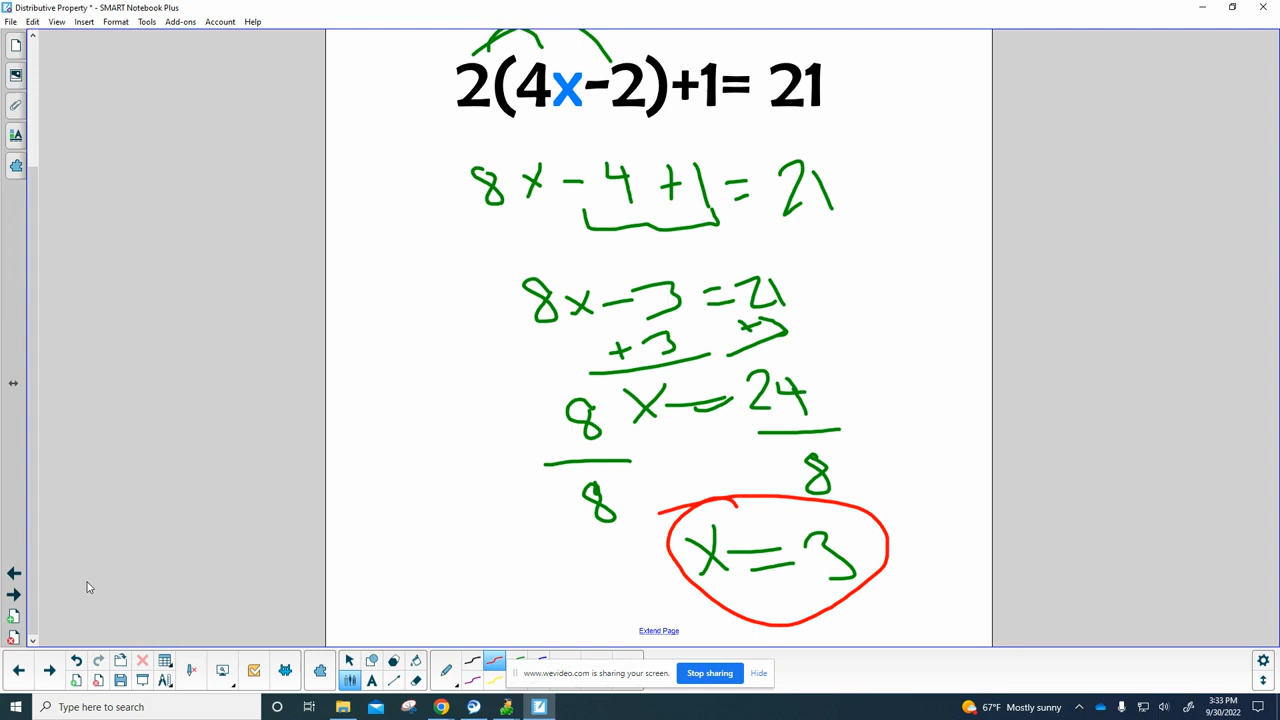 Distributive Property * - SMART Notebook Plus
File Edit View Insert Format Tools Add-ons Account Help
2(4x-2)+1= 21
8x - 4 + 1 = 21
8x - 3 = 21
+ 3 +3
8 x = 24
8 8
x = 3
Extend Page
www.wevideo.com is sharing your screen. Stop sharing Hide
Type here to search
67°F Mostly sunny
3:33 PM
9/30/2022